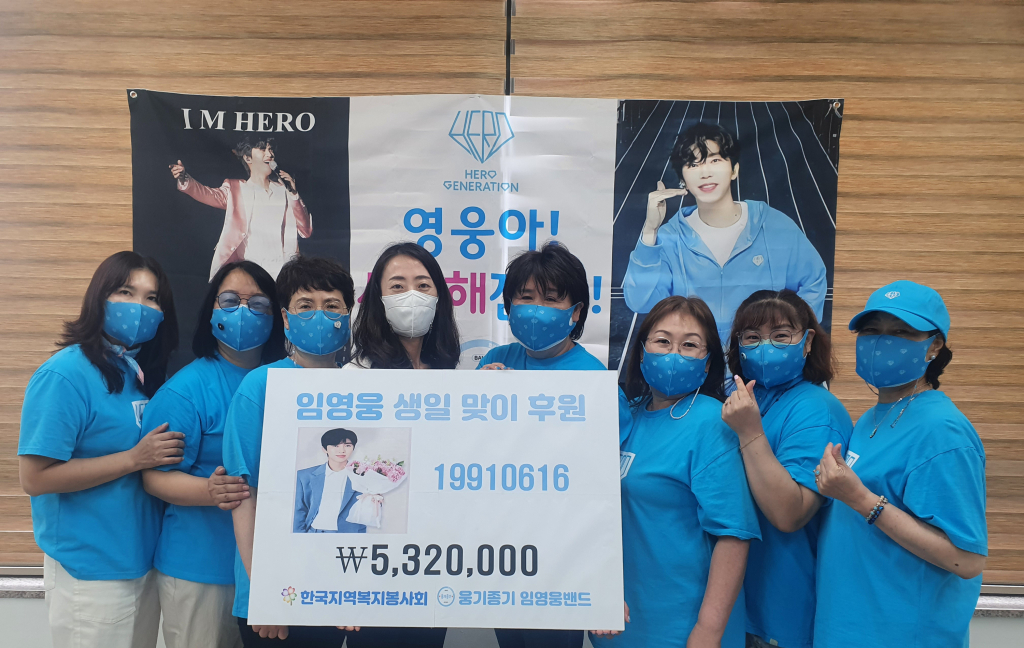 I M HERO
HERO
HERO
GENERATION
영웅아!
해
임영웅 생일 맞이 후원
19910616
₩5,320,000
한국지역복지봉사회
웅기종기 임영웅밴드